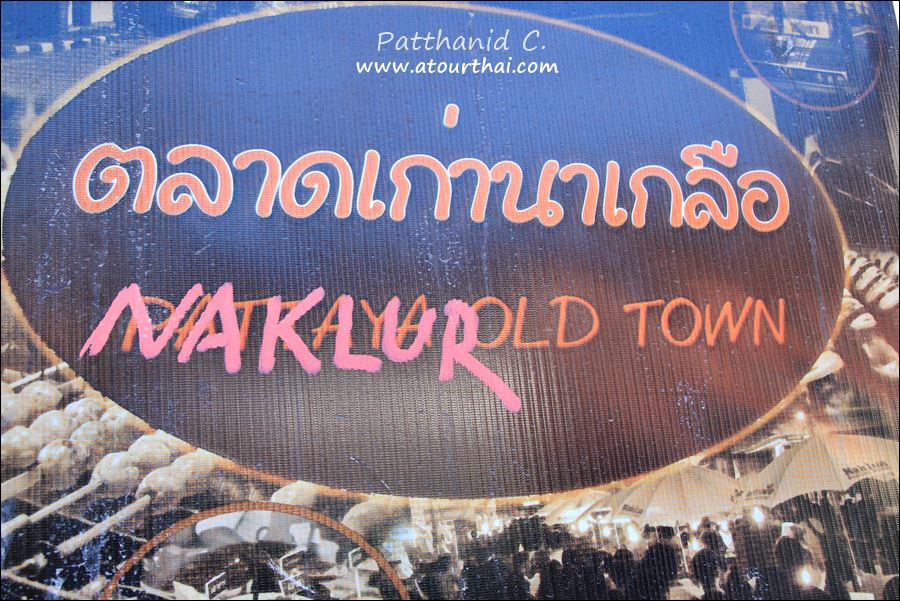 Patthanid C.
www.atourthai.com
ตลาดเก่านาเกลือ
NAKLUR
PATTAYA OLD TOWN